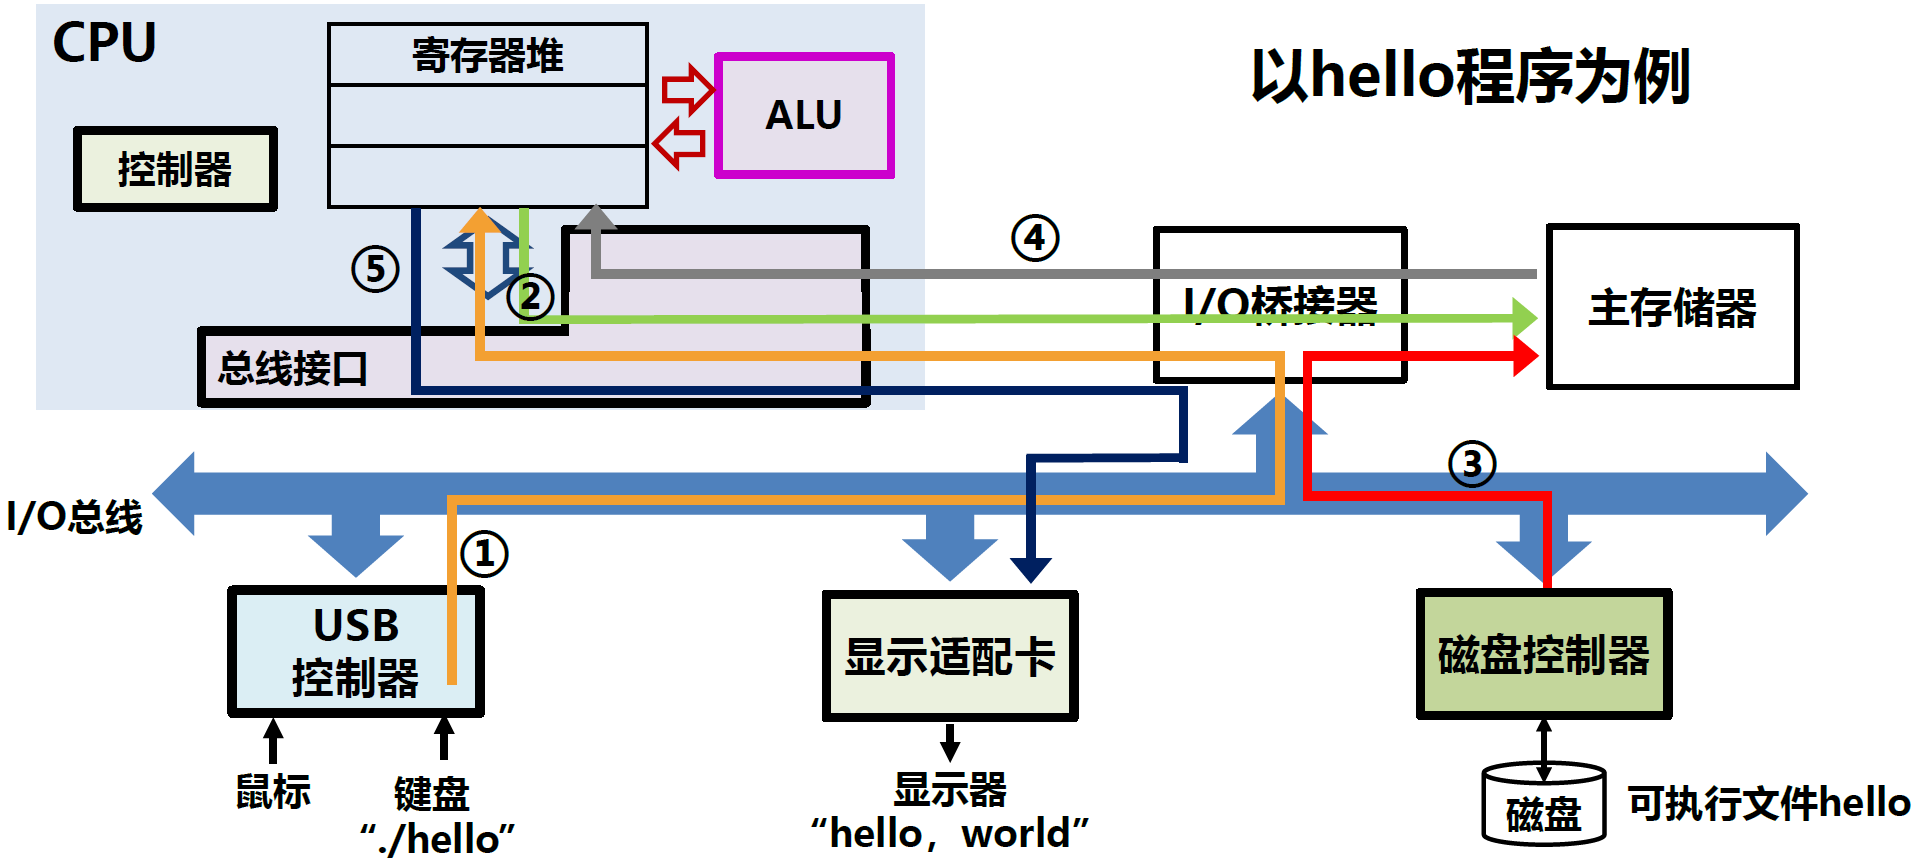 CPU
寄存器堆
ALU
以hello程序为例
控制器
④
⑤
②
I/O桥接器
主存储器
总线接口
③
I/O总线
①
USB
控制器
显示适配卡
磁盘控制器
鼠标
键盘
“./hello”
显示器
“hello，world”
磁盘
可执行文件hello